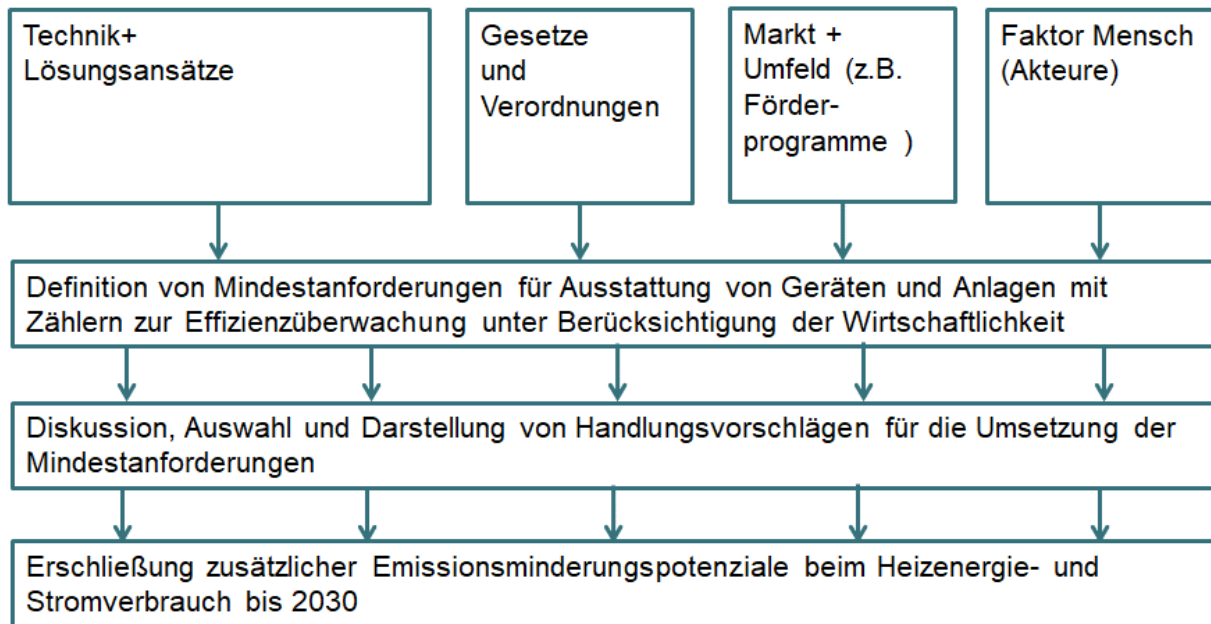 Technik+
Lösungsansätze
Gesetze
und
Verordnungen
Markt +
Umfeld (z.B.
Förder-
programme )
Faktor Mensch
(Akteure)
Definition von Mindestanforderungen für Ausstattung von Geräten und Anlagen mit
Zählern zur Effizienzüberwachung unter Berücksichtigung der Wirtschaftlichkeit
Diskussion, Auswahl und Darstellung von Handlungsvorschlägen für die Umsetzung der
Mindestanforderungen
Erschließung zusätzlicher Emissionsminderungspotenziale beim Heizenergie- und
Stromverbrauch bis 2030